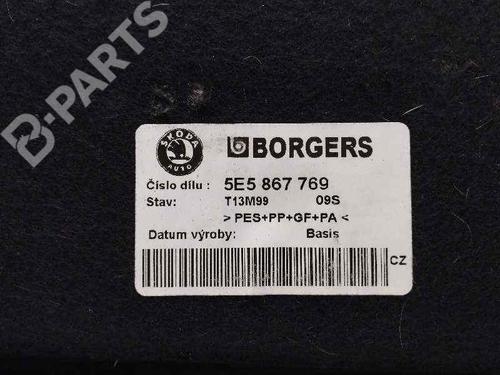 B-PARTS
SKODA
AUTO
BORGERS
Číslo dílu : 5E5 867 769
Stav: T13M99 09S
> PES+PP+GF+PA <
Datum výroby: Basis
CZ